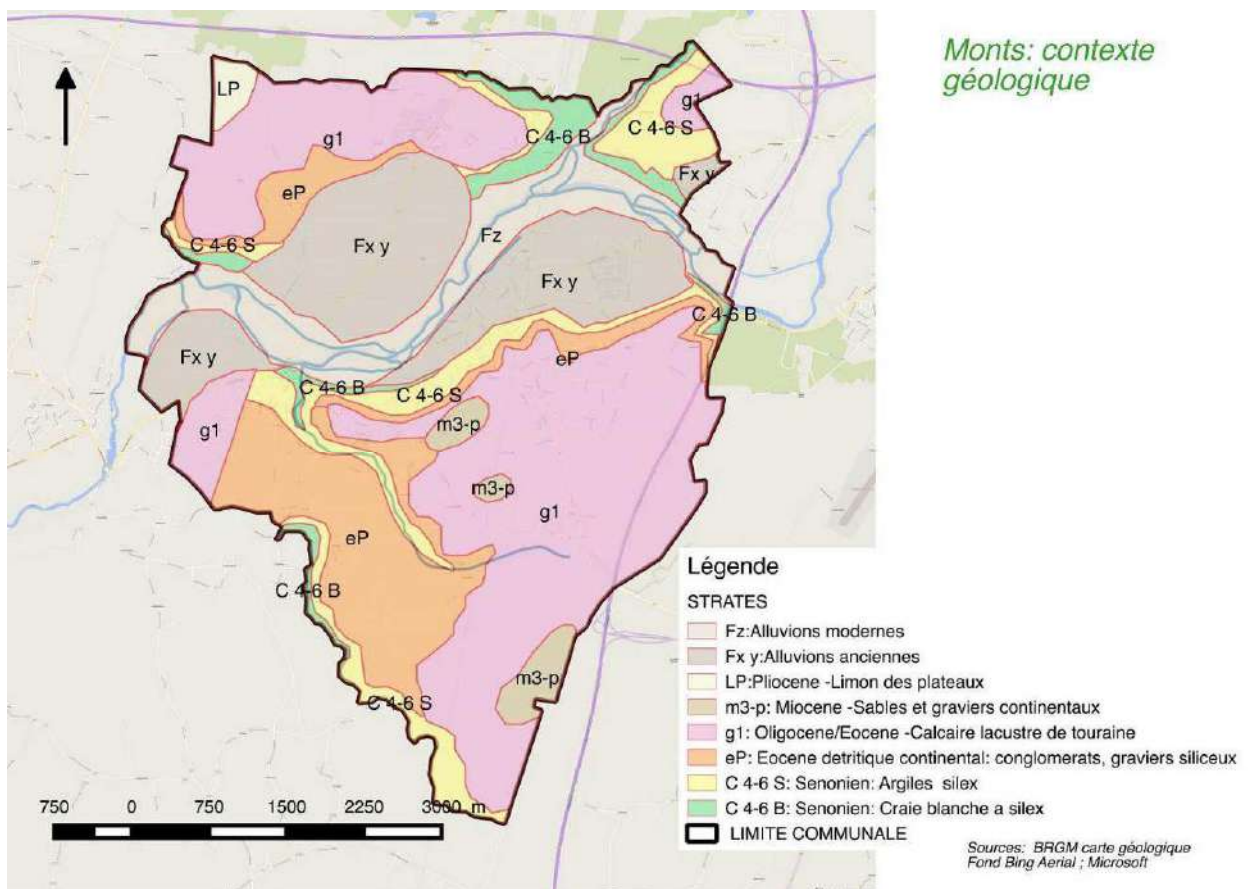 Monts: contexte
géologique
LP
g1
g1
C 4-6 B
C 4-6 S
Fx y
eP
Fz
C 4-6 S
Fx y
Fx y
C 4-6 B
Fx y
eP
C 4-6 B
C 4-6 S
m3-p
g1
m3-p
g1
eP
C 4-6 B
m3-p
C 4-6 S
Légende
STRATES
Fz:Alluvions modernes
Fx y:Alluvions anciennes
LP:Pliocene -Limon des plateaux
m3-p: Miocene -Sables et graviers continentaux
g1: Oligocene/Eocene -Calcaire lacustre de touraine
eP: Eocene detritique continental: conglomerats, graviers siliceux
C 4-6 S: Senonien: Argiles silex
C 4-6 B: Senonien: Craie blanche a silex
LIMITE COMMUNALE
750 0 750 1500 2250 3000 m
Sources: BRGM carte géologique
Fond Bing Aerial ; Microsoft